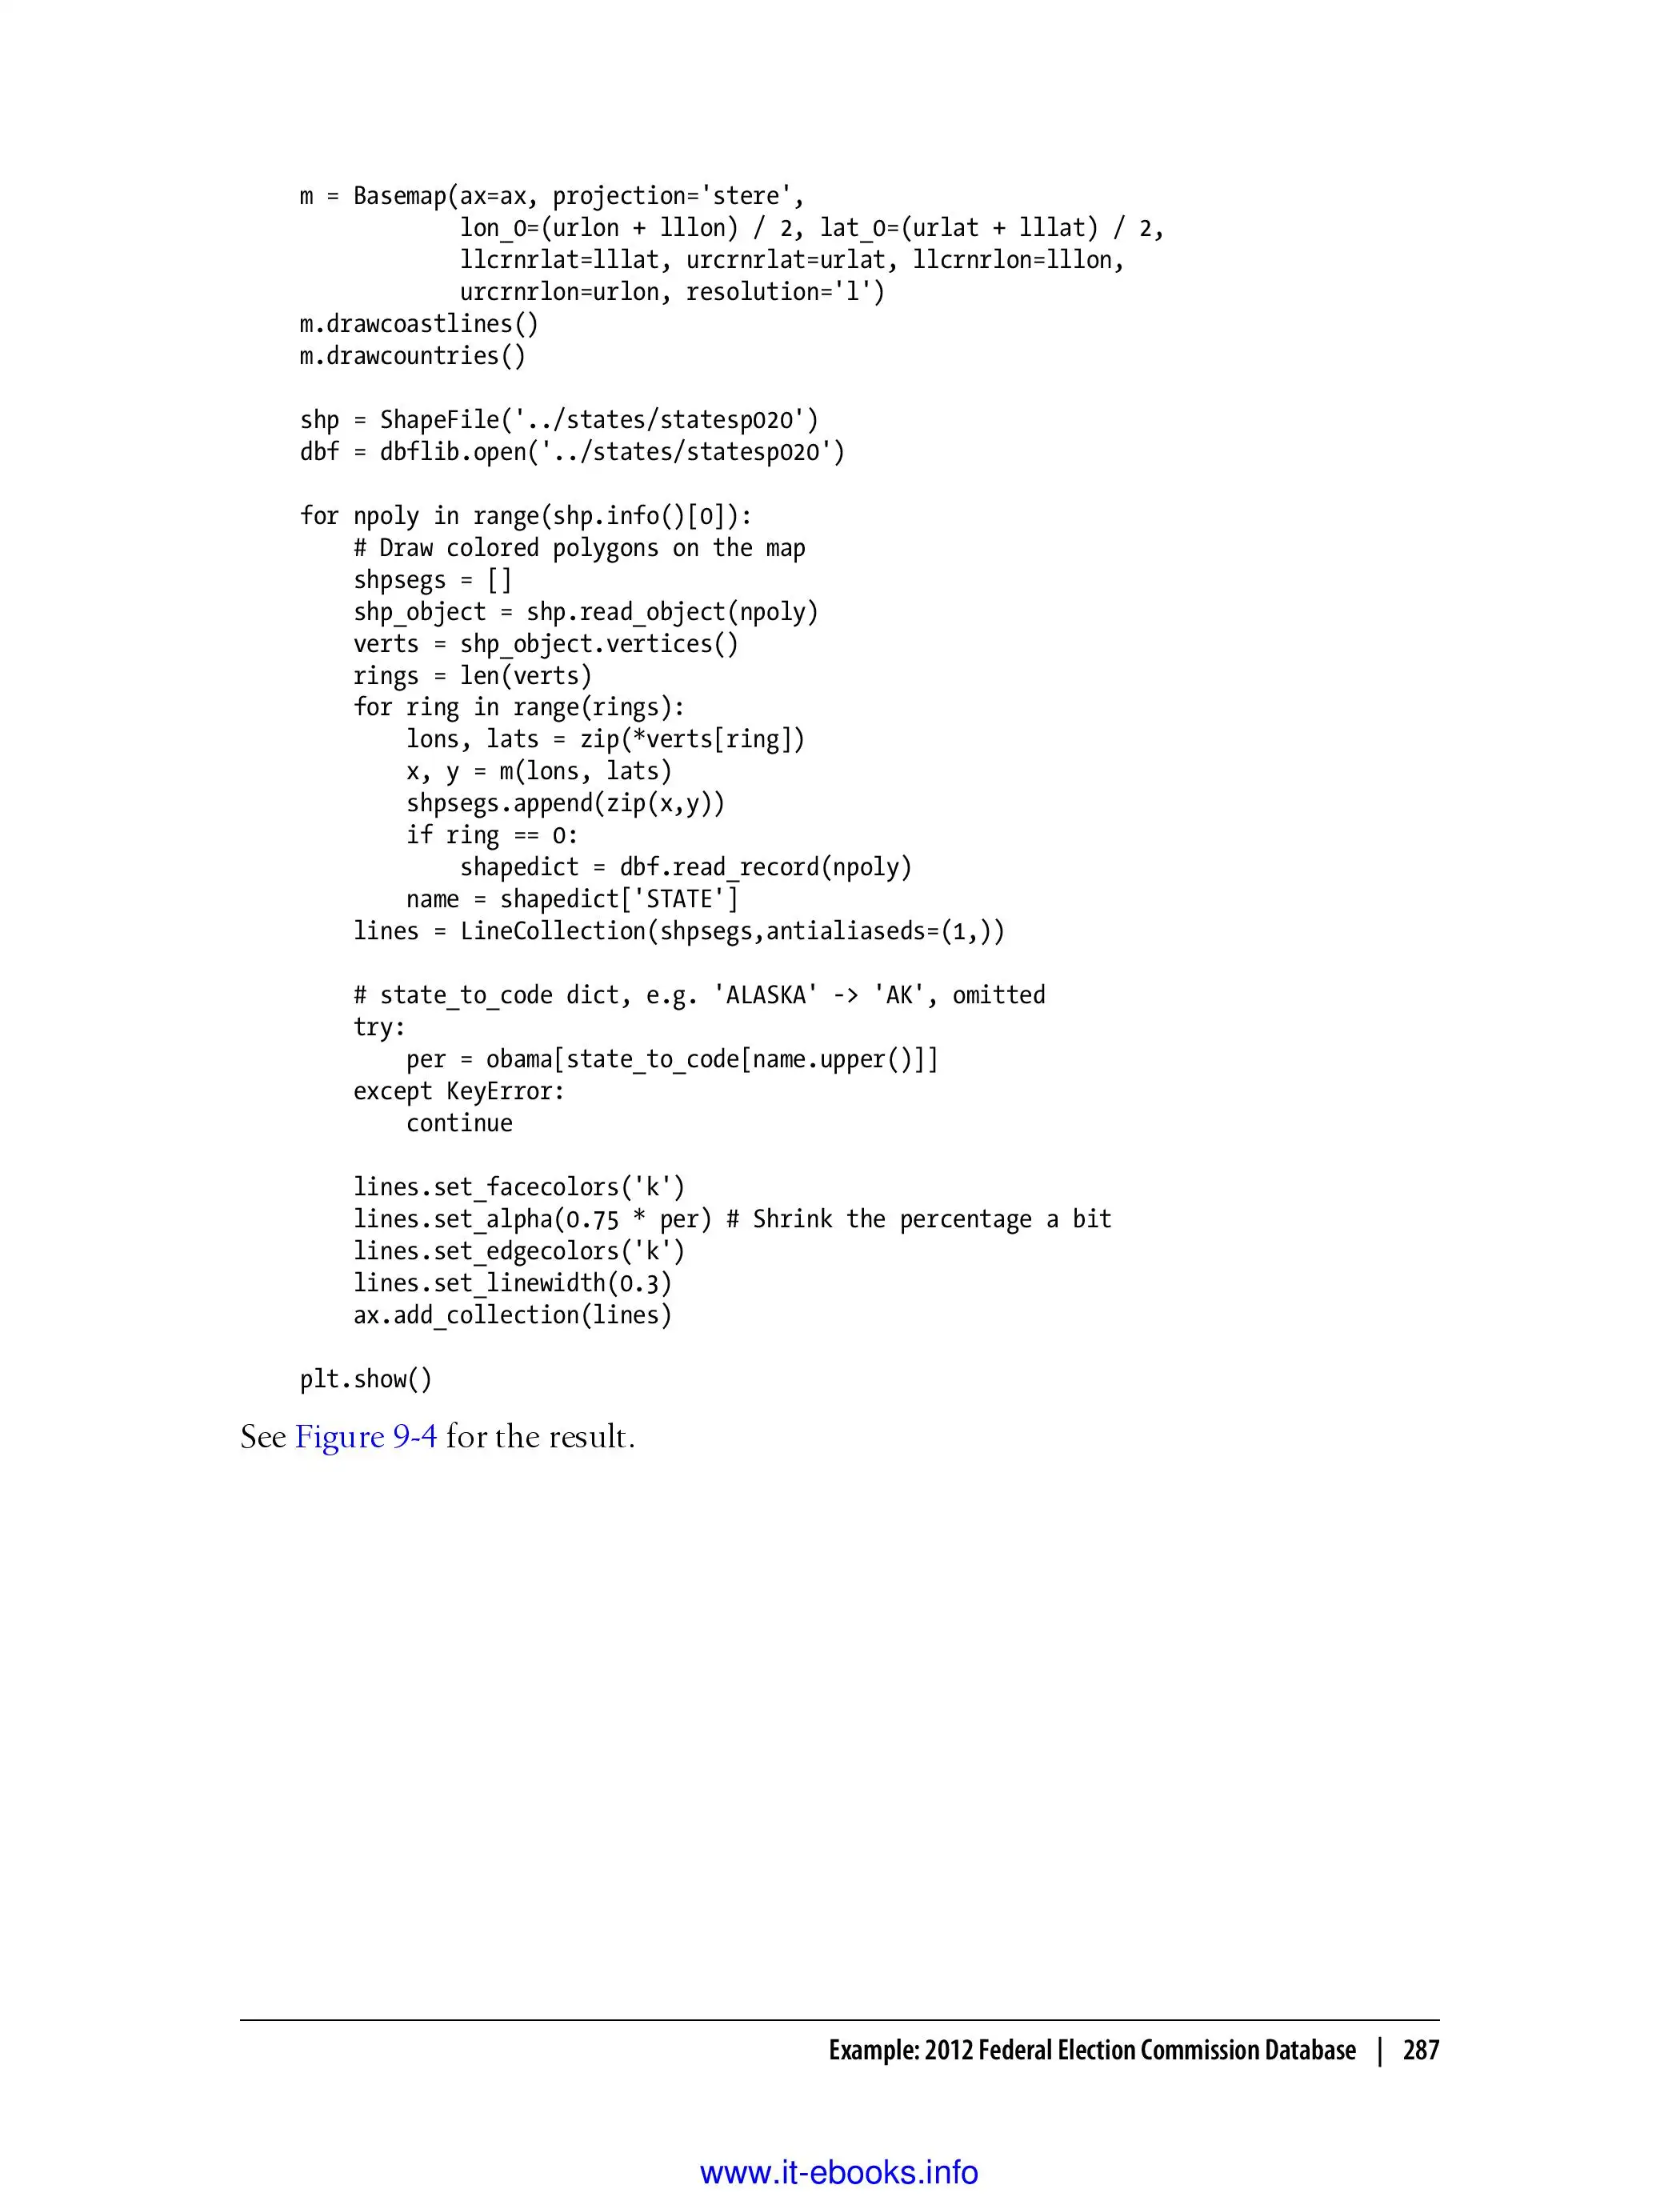 m = Basemap(ax=ax, projection='stere',
            lon_0=(urlon + lllon) / 2, lat_0=(urlat + lllat) / 2,
            llcrnrlat=lllat, urcrnrlat=urlat, llcrnrlon=lllon,
            urcrnrlon=urlon, resolution='l')
m.drawcoastlines()
m.drawcountries()

shp = ShapeFile('../states/statesp020')
dbf = dbflib.open('../states/statesp020')

for npoly in range(shp.info()[0]):
    # Draw colored polygons on the map
    shpsegs = []
    shp_object = shp.read_object(npoly)
    verts = shp_object.vertices()
    rings = len(verts)
    for ring in range(rings):
        lons, lats = zip(*verts[ring])
        x, y = m(lons, lats)
        shpsegs.append(zip(x,y))
        if ring == 0:
            shapedict = dbf.read_record(npoly)
        name = shapedict['STATE']
    lines = LineCollection(shpsegs,antialiaseds=(1,))

    # state_to_code dict, e.g. 'ALASKA' -> 'AK', omitted
    try:
        per = obama[state_to_code[name.upper()]]
    except KeyError:
        continue

    lines.set_facecolors('k')
    lines.set_alpha(0.75 * per) # Shrink the percentage a bit
    lines.set_edgecolors('k')
    lines.set_linewidth(0.3)
    ax.add_collection(lines)

plt.show()
See Figure 9-4 for the result.
Example: 2012 Federal Election Commission Database | 287
www.it-ebooks.info